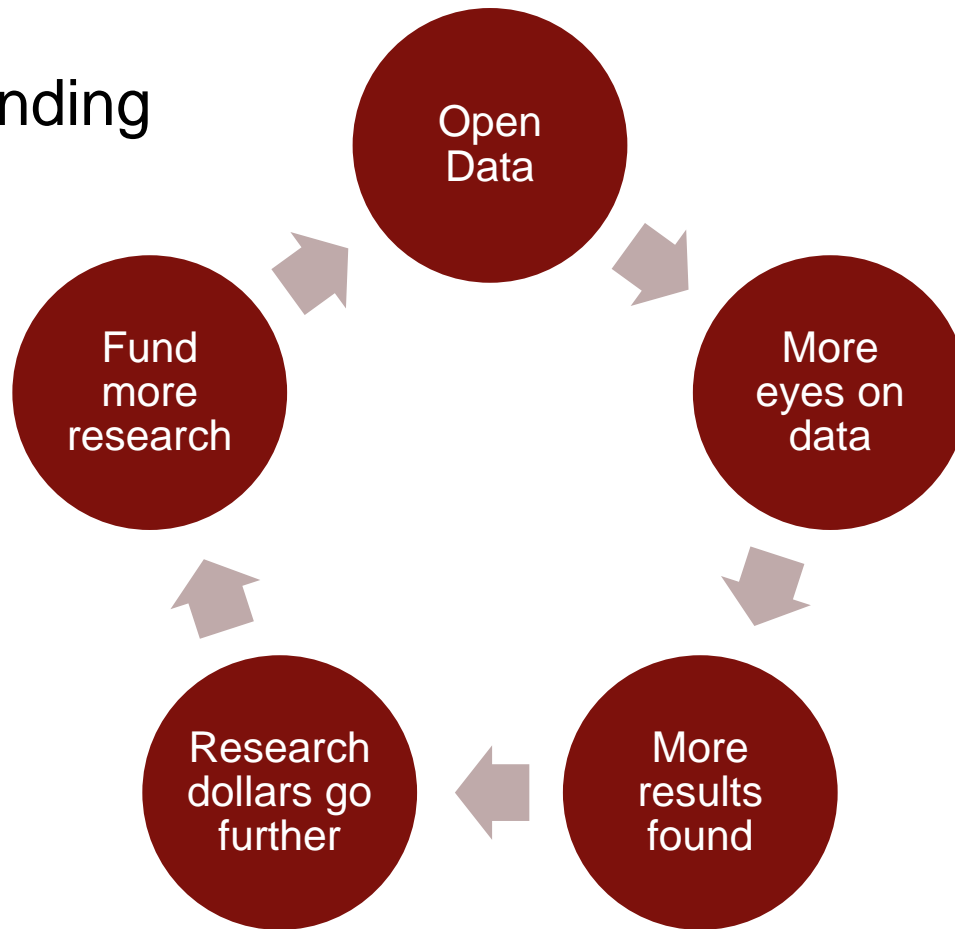 nding
Open
Data
More
eyes on
data
More
results
found
Research
dollars go
further
Fund
more
research